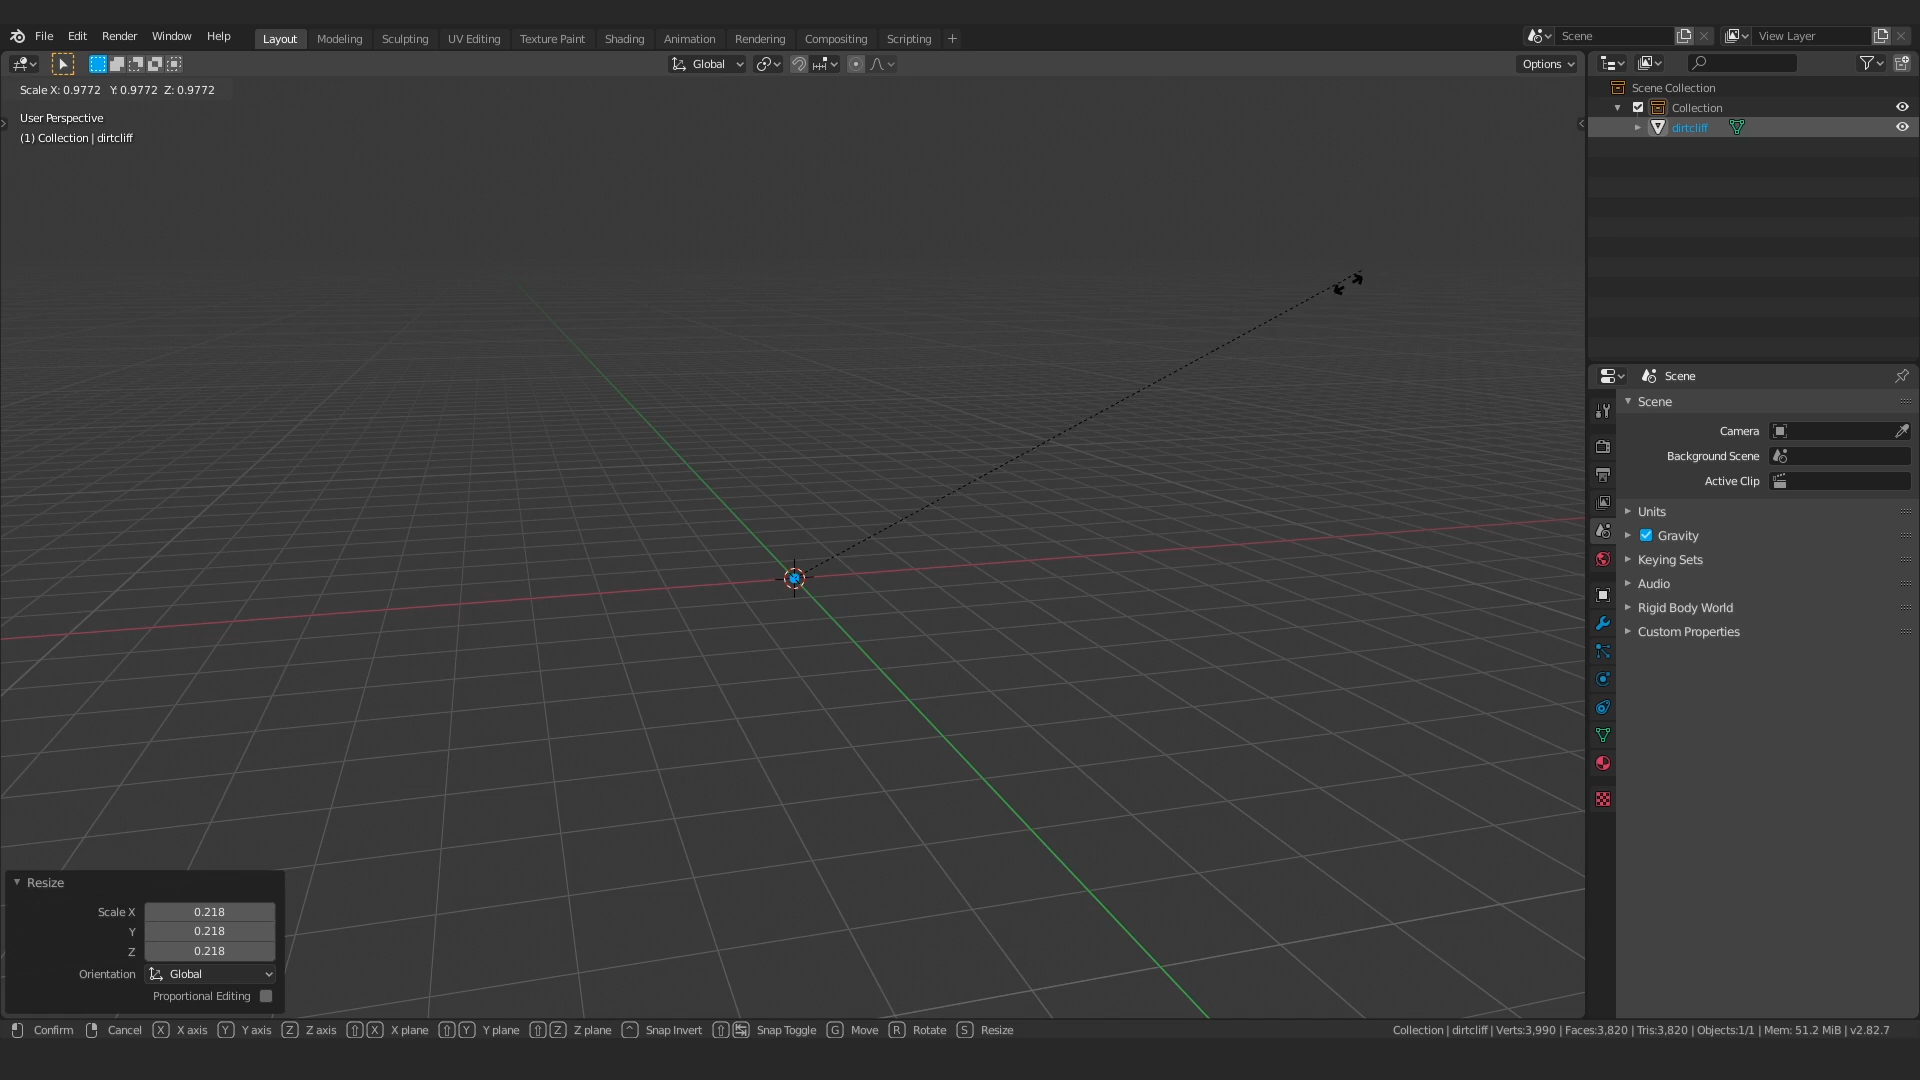 File Edit Render Window Help Layout Modeling Sculpting UV Editing Texture Paint Shading Animation Rendering Compositing Scripting + Scene View Layer
Global Options
Scale X: 0.9772 Y: 0.9772 Z: 0.9772
User Perspective
(1) Collection | dirtcliff
Scene Collection
Collection
dirtcliff
Scene
Scene
Camera
Background Scene
Active Clip
Units
Gravity
Keying Sets
Audio
Rigid Body World
Custom Properties
Resize
Scale X 0.218
Y 0.218
Z 0.218
Orientation Global
Proportional Editing
Confirm Cancel X X axis Y Y axis Z Z axis X X plane Y Y plane Z Z plane ^ Snap Invert Snap Toggle G Move R Rotate S Resize Collection | dirtcliff | Verts:3,990 | Faces:3,820 | Tris:3,820 | Objects:1/1 | Mem: 51.2 MiB | v2.82.7